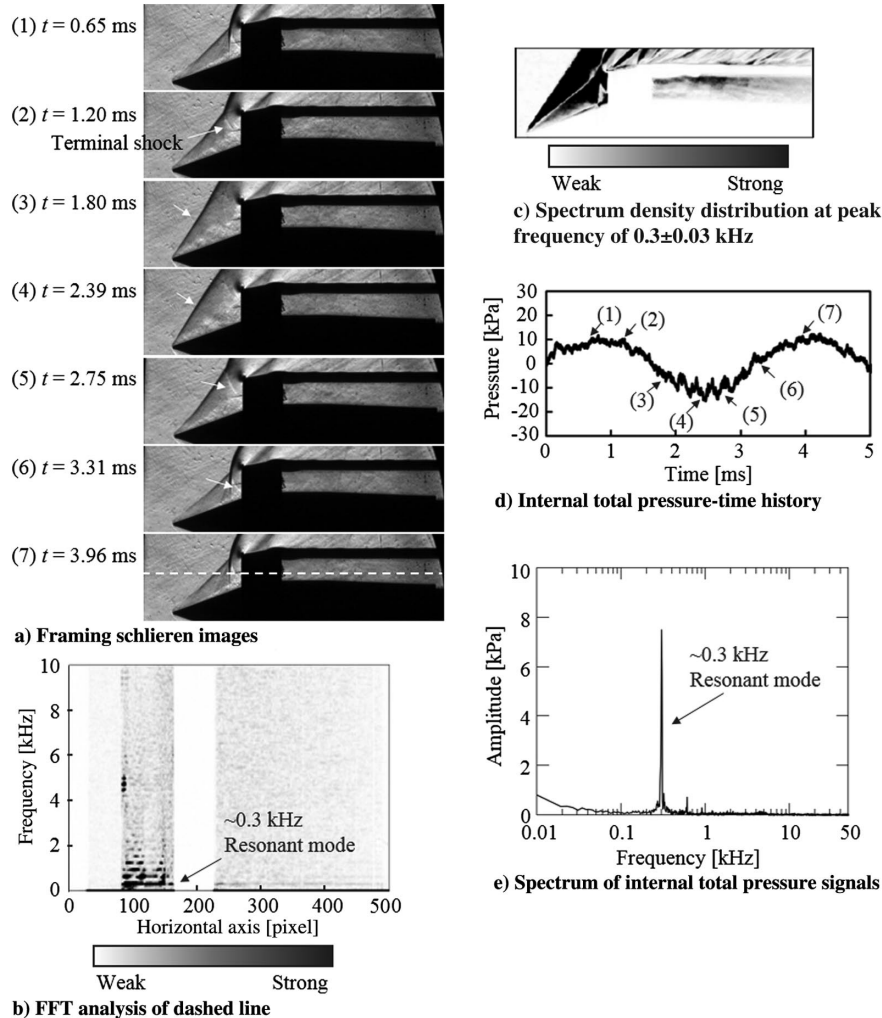 (1) t = 0.65 ms
(2) t = 1.20 ms
Terminal shock
(3) t = 1.80 ms
(4) t = 2.39 ms
(5) t = 2.75 ms
(6) t = 3.31 ms
(7) t = 3.96 ms
a) Framing schlieren images
10
8
6
4
2
0
Frequency [kHz]
~0.3 kHz
Resonant mode
0 100 200 300 400 500
Horizontal axis [pixel]
Weak Strong
b) FFT analysis of dashed line
Weak Strong
c) Spectrum density distribution at peak
frequency of 0.3±0.03 kHz
30
20
10
0
-10
-20
-30
Pressure [kPa]
(1) (2) (3) (4) (5) (6) (7)
0 1 2 3 4 5
Time [ms]
d) Internal total pressure-time history
10
8
6
4
2
0
Amplitude [kPa]
~0.3 kHz
Resonant mode
0.01 0.1 1 10 50
Frequency [kHz]
e) Spectrum of internal total pressure signals